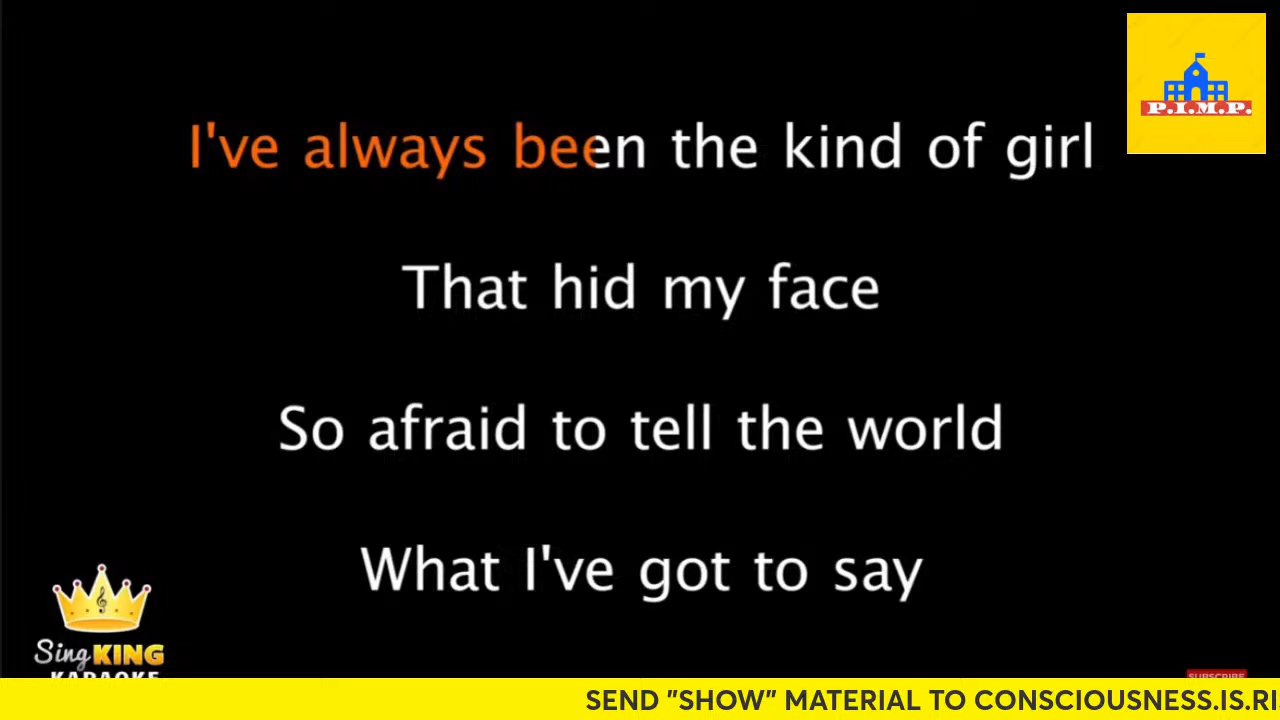 I've always been the kind of girl
P.I.M.P.
That hid my face
So afraid to tell the world
What I've got to say
Sing KING
KARAOKE
SUBSCRIBE
SEND "SHOW" MATERIAL TO CONSCIOUSNESS.IS.RI